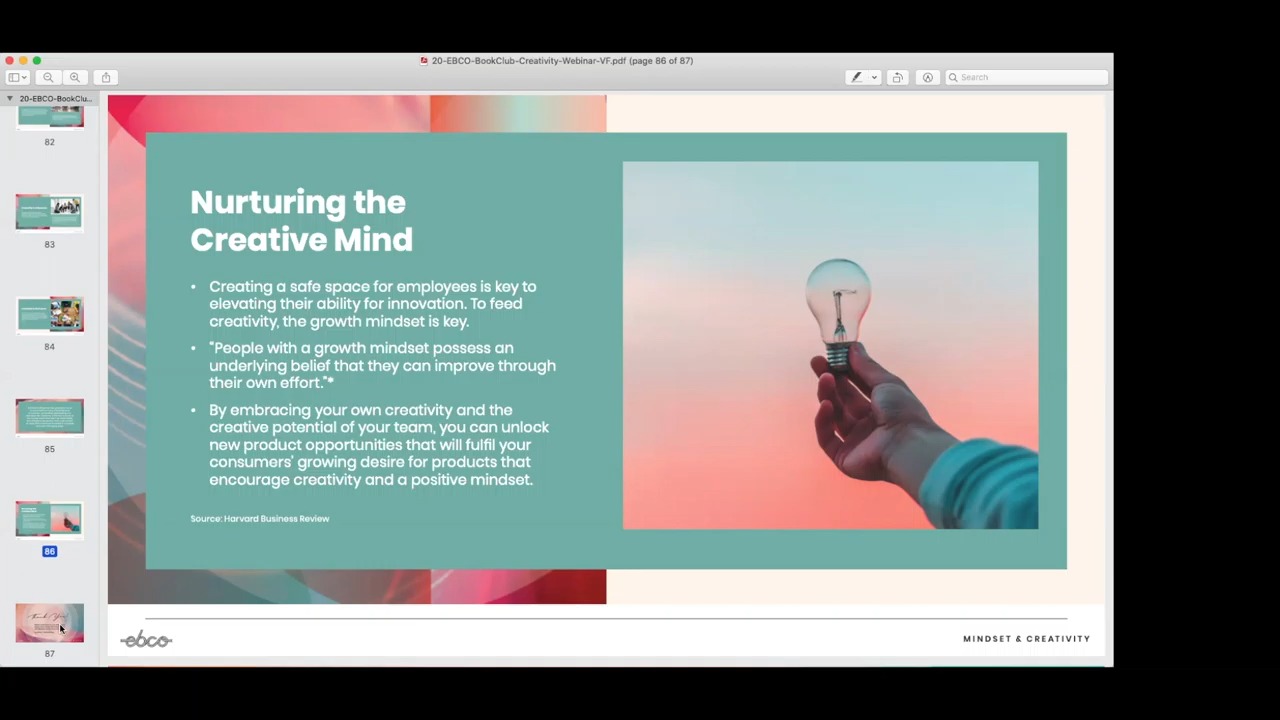 20-EBCO-BookClub-Creativity-Webinar-VF.pdf (page 86 of 87)
Search
20-EBCO-BookClu...
82
83
84
85
86
87
Thank You!
Nurturing the
Creative Mind
• Creating a safe space for employees is key to
elevating their ability for innovation. To feed
creativity, the growth mindset is key.
• "People with a growth mindset possess an
underlying belief that they can improve through
their own effort."*
• By embracing your own creativity and the
creative potential of your team, you can unlock
new product opportunities that will fulfil your
consumers' growing desire for products that
encourage creativity and a positive mindset.
Source: Harvard Business Review
ebco
MINDSET & CREATIVITY